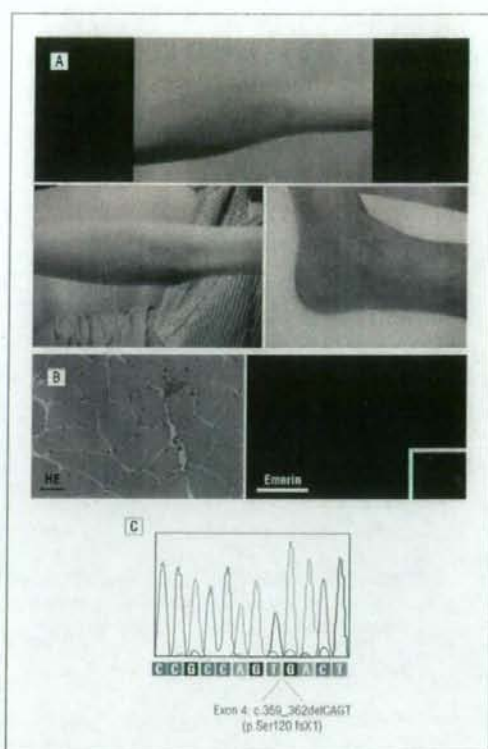 A
B
HE
Emerin
C
CCGCCAGTGACT
Exon 4: c.359_362delCAGT
(p.Ser120 fsX1)